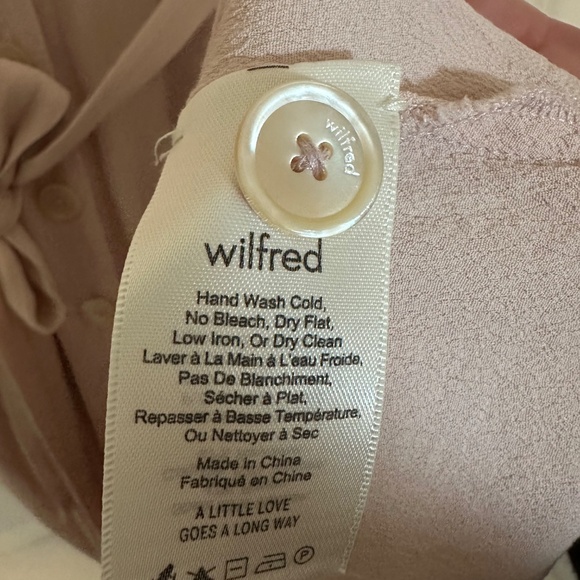 wilfred
wilfred
Hand Wash Cold,
No Bleach, Dry Flat,
Low Iron, Or Dry Clean
Laver à La Main á L'eau Froide,
Pas De Blanchiment,
Sécher à Plat,
Repasser à Basse Température,
Ou Nettoyer à Sec
Made in China
Fabriqué en Chine
A LITTLE LOVE
GOES A LONG WAY
P